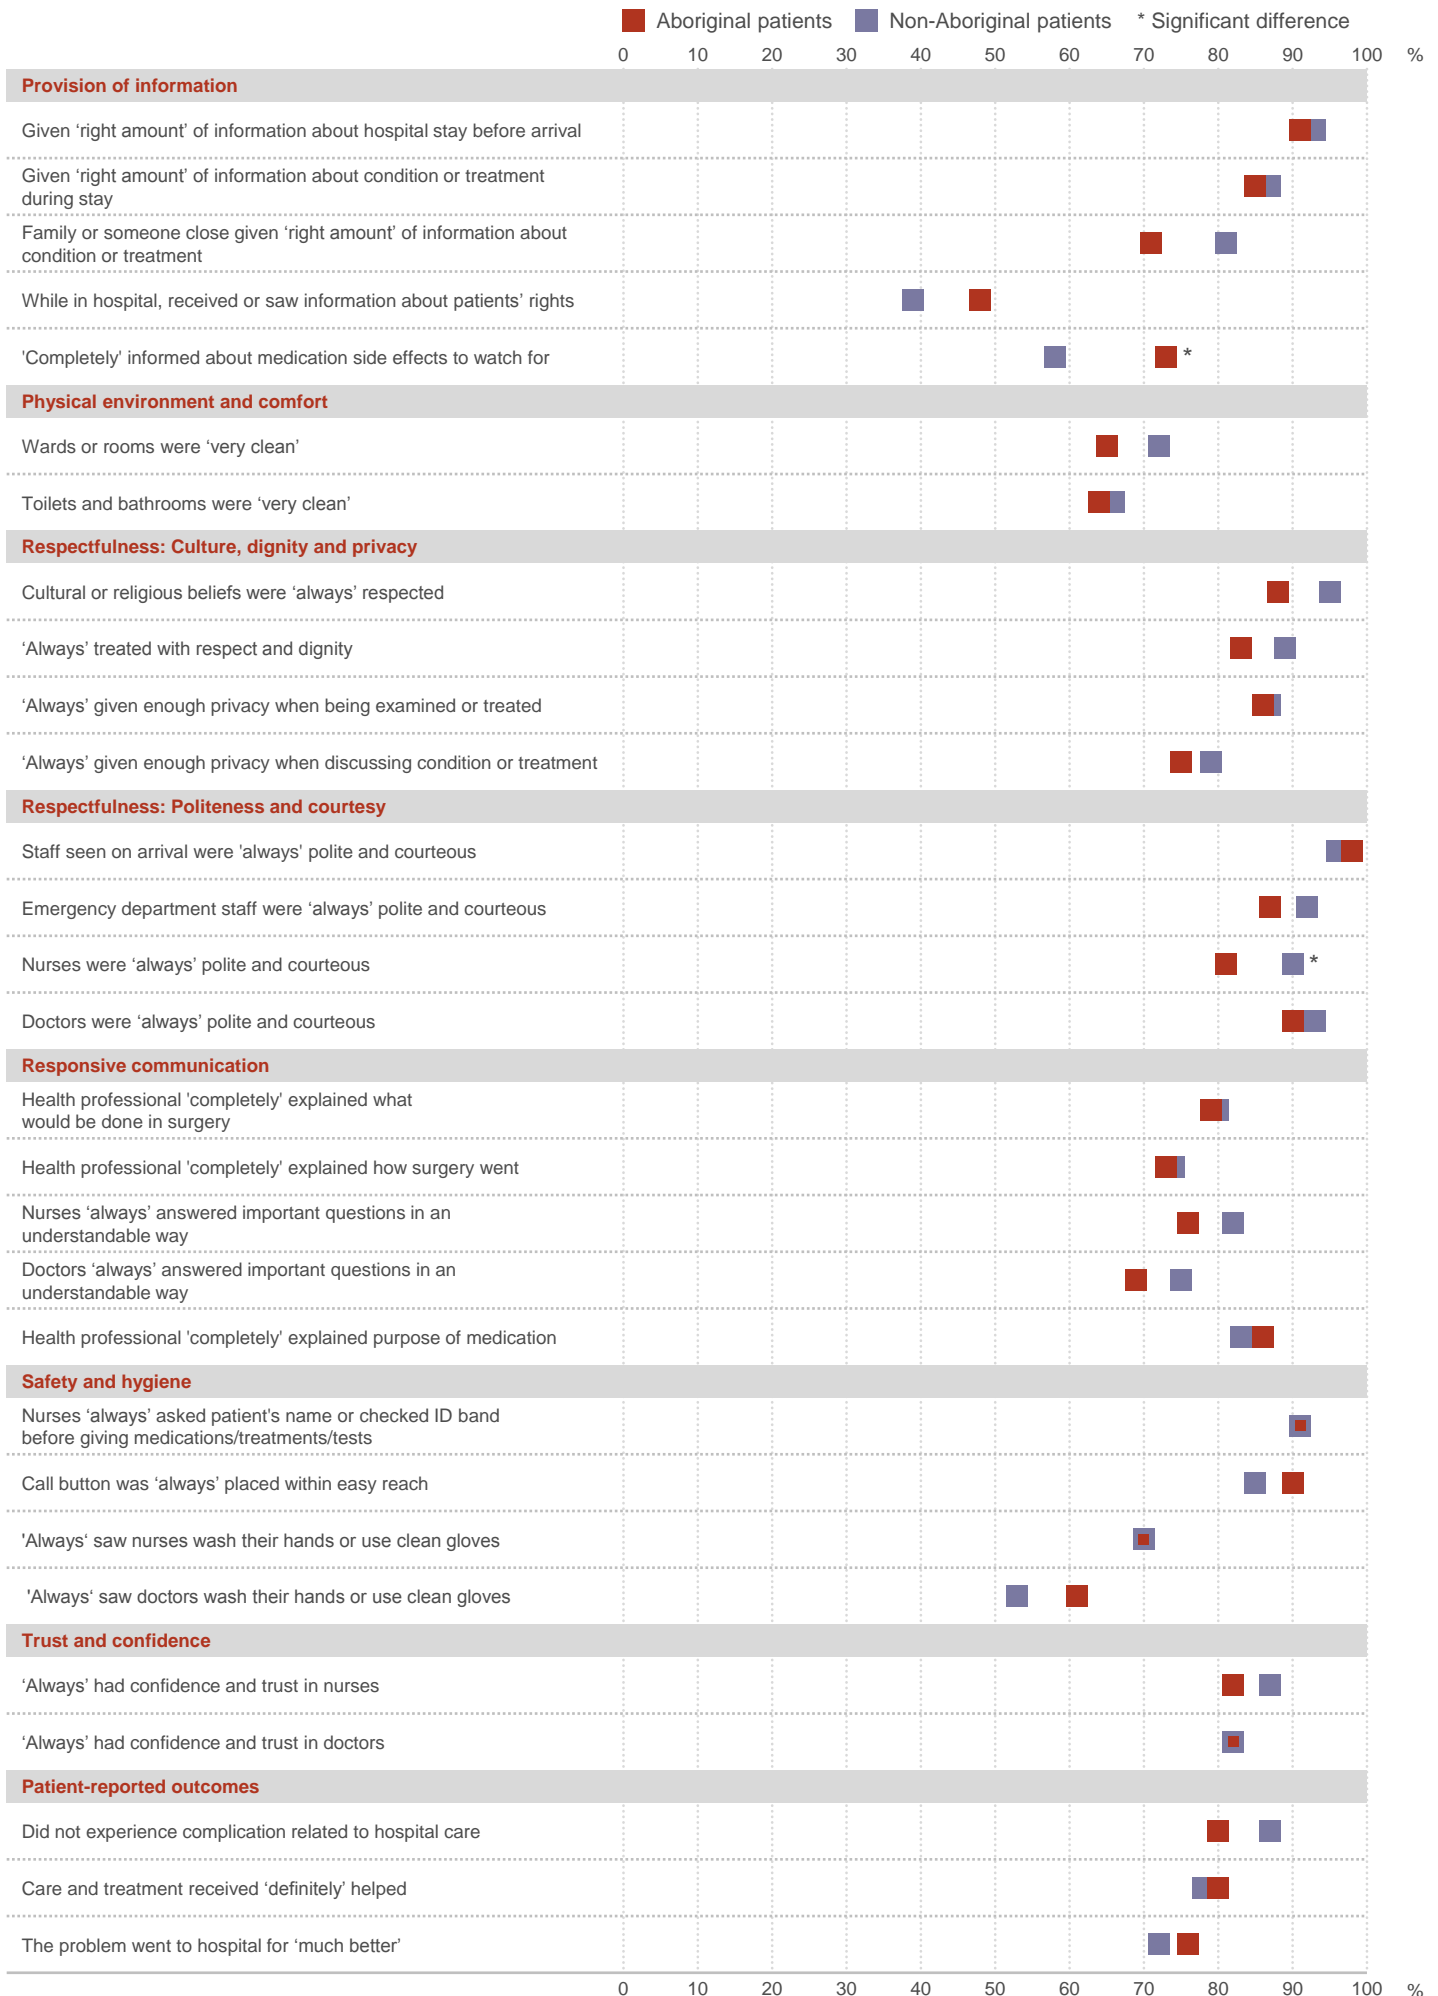 Aboriginal patients Non-Aboriginal patients * Significant difference
0 10 20 30 40 50 60 70 80 90 100 %
Provision of information
Given ‘right amount’ of information about hospital stay before arrival
Given ‘right amount’ of information about condition or treatment
during stay
Family or someone close given ‘right amount’ of information about
condition or treatment
While in hospital, received or saw information about patients’ rights
'Completely' informed about medication side effects to watch for
*
Physical environment and comfort
Wards or rooms were ‘very clean’
Toilets and bathrooms were ‘very clean’
Respectfulness: Culture, dignity and privacy
Cultural or religious beliefs were ‘always’ respected
‘Always’ treated with respect and dignity
‘Always’ given enough privacy when being examined or treated
‘Always’ given enough privacy when discussing condition or treatment
Respectfulness: Politeness and courtesy
Staff seen on arrival were 'always' polite and courteous
Emergency department staff were ‘always’ polite and courteous
Nurses were ‘always’ polite and courteous
*
Doctors were ‘always’ polite and courteous
Responsive communication
Health professional 'completely' explained what
would be done in surgery
Health professional 'completely' explained how surgery went
Nurses ‘always’ answered important questions in an
understandable way
Doctors ‘always’ answered important questions in an
understandable way
Health professional 'completely' explained purpose of medication
Safety and hygiene
Nurses ‘always’ asked patient's name or checked ID band
before giving medications/treatments/tests
Call button was ‘always’ placed within easy reach
'Always‘ saw nurses wash their hands or use clean gloves
'Always‘ saw doctors wash their hands or use clean gloves
Trust and confidence
‘Always’ had confidence and trust in nurses
‘Always’ had confidence and trust in doctors
Patient-reported outcomes
Did not experience complication related to hospital care
Care and treatment received ‘definitely’ helped
The problem went to hospital for ‘much better’
0 10 20 30 40 50 60 70 80 90 100 %